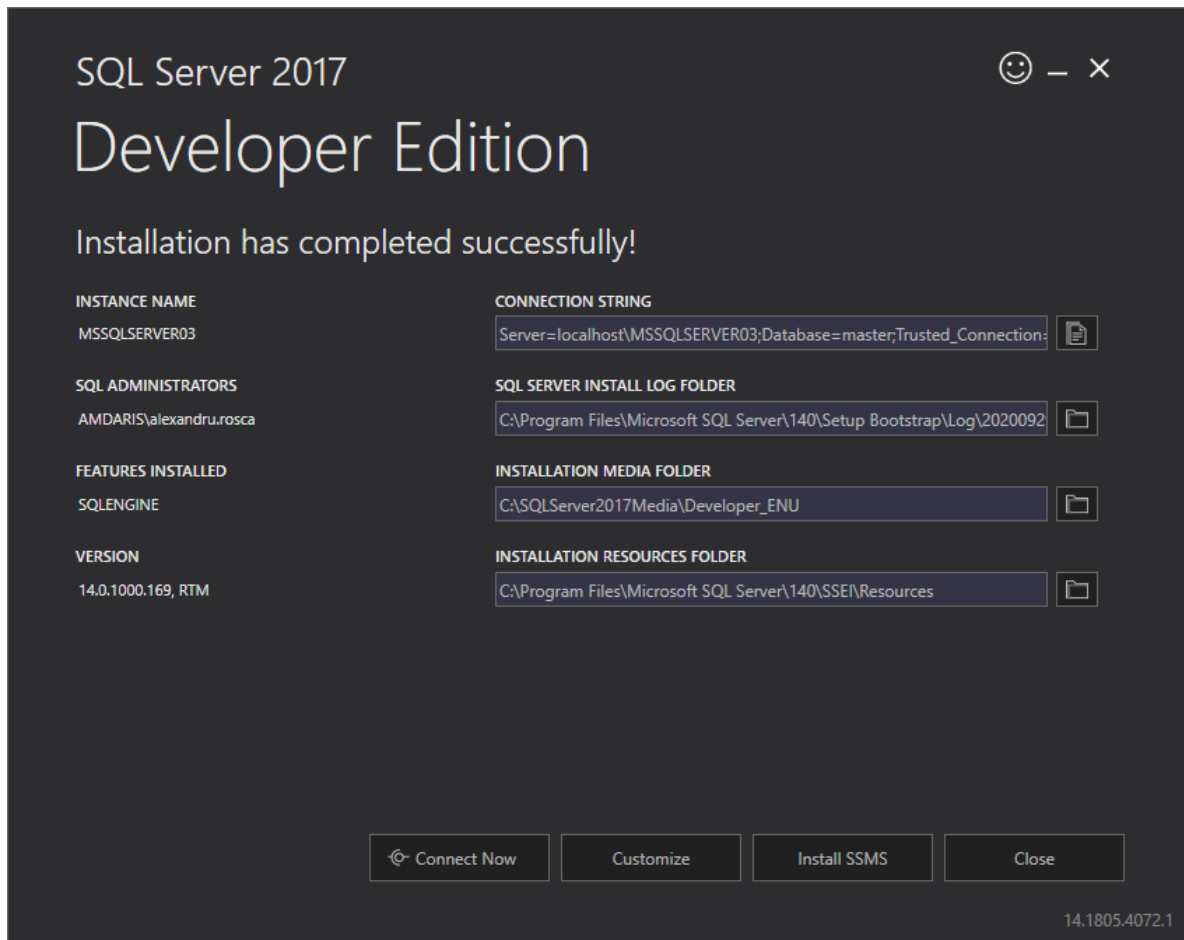 SQL Server 2017
Developer Edition
Installation has completed successfully!
INSTANCE NAME
MSSQLSERVER03
CONNECTION STRING
Server=localhost\MSSQLSERVER03;Database=master;Trusted_Connection=
SQL ADMINISTRATORS
AMDARIS\alexandru.rosca
SQL SERVER INSTALL LOG FOLDER
C:\Program Files\Microsoft SQL Server\140\Setup Bootstrap\Log\2020092
FEATURES INSTALLED
SQLENGINE
INSTALLATION MEDIA FOLDER
C:\SQLServer2017Media\Developer_ENU
VERSION
14.0.1000.169, RTM
INSTALLATION RESOURCES FOLDER
C:\Program Files\Microsoft SQL Server\140\SSEI\Resources
Connect Now
Customize
Install SSMS
Close
14.1805.4072.1